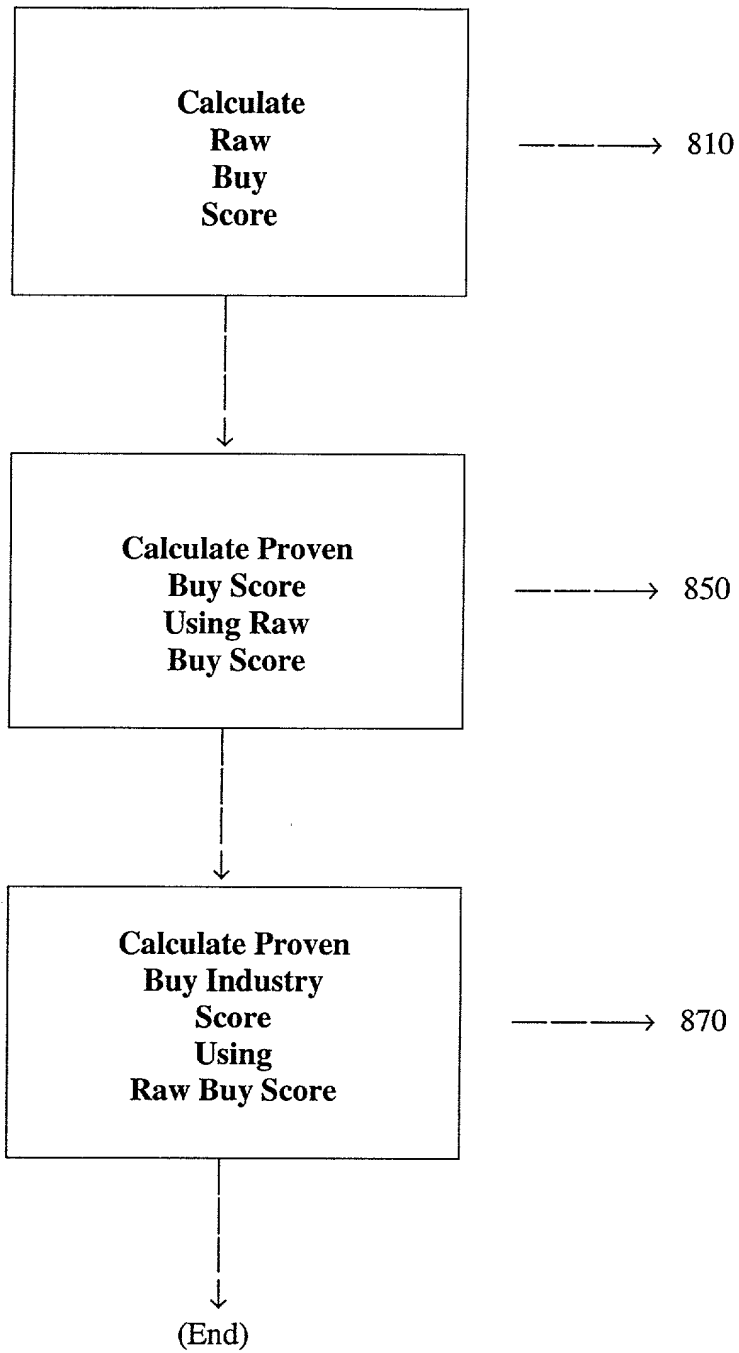 Calculate
Raw
Buy
Score
810
Calculate Proven
Buy Score
Using Raw
Buy Score
850
Calculate Proven
Buy Industry
Score
Using
Raw Buy Score
870
(End)